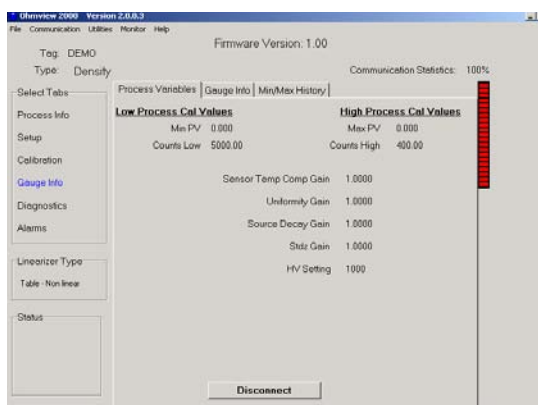 Ohmview 2000 Version 2.0.0.3
File Communication Utilities Monitor Help
Firmware Version: 1.00
Tag: DEMO
Type: Density
Communication Statistics: 100%
Select Tabs
Process Info
Setup
Calibration
Gauge Info
Diagnostics
Alarms
Linearizer Type
Table - Non linear
Status
Process Variables Gauge Info Min/Max History
Low Process Cal Values High Process Cal Values
Min PV 0.000 Max PV 0.000
Counts Low 5000.00 Counts High 400.00
Sensor Temp Comp Gain 1.0000
Uniformity Gain 1.0000
Source Decay Gain 1.0000
Stdz Gain 1.0000
HV Setting 1000
Disconnect